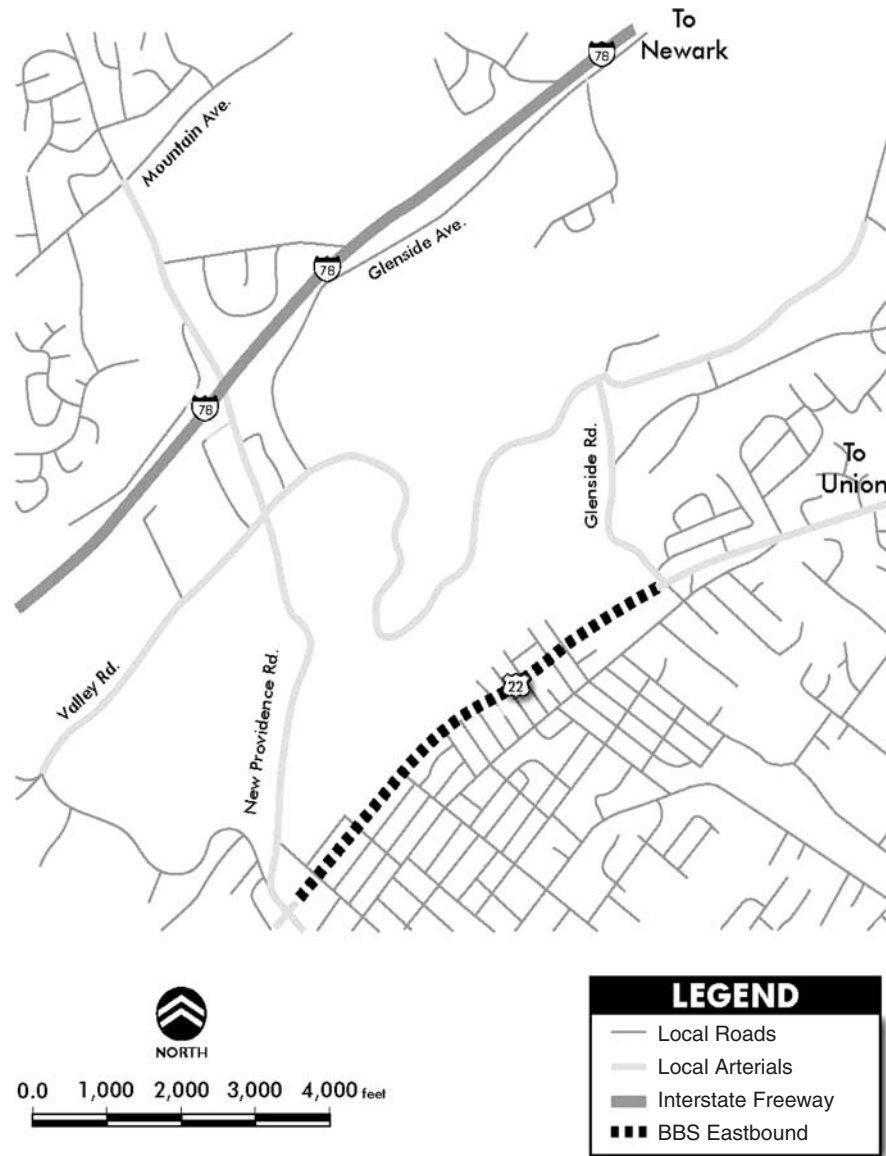 To
Newark
78
Mountain Ave.
Glenside Ave.
78
78
Glenside Rd.
To
Union
Valley Rd.
New Providence Rd.
22
NORTH
0.0 1,000 2,000 3,000 4,000 feet
LEGEND
Local Roads
Local Arterials
Interstate Freeway
BBS Eastbound